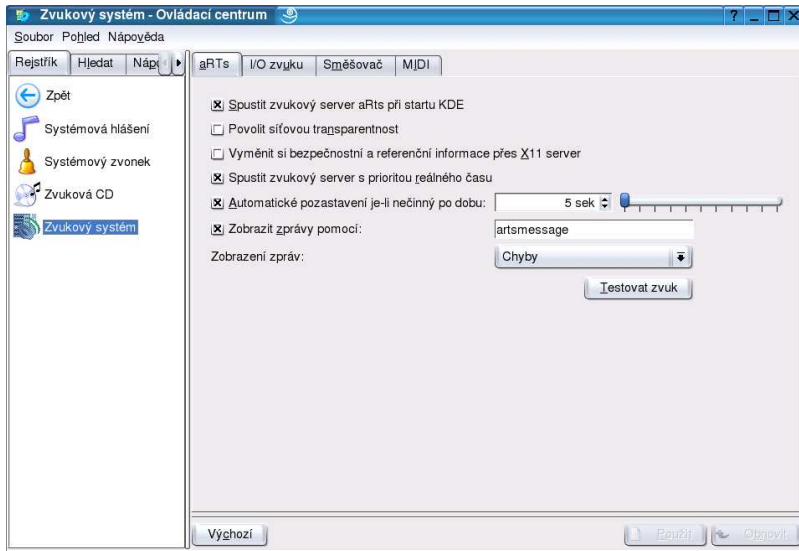 Zvukový systém - Ovládací centrum
Soubor Pohled Nápověda
Rejstřík Hledat
aRTs I/O zvuku Směšovač MIDI
Zpět
Systémová hlášení
Systémový zvonek
Zvuková CD
Zvukový systém
Spustit zvukový server aRts při startu KDE
Povolit síťovou transparentnost
Vyměnit si bezpečnostní a referenční informace přes X11 server
Spustit zvukový server s prioritou reálného času
Automatické pozastavení je-li nečinný po dobu: 5 sek
Zobrazit zprávy pomocí: artsmessage
Zobrazení zpráv: Chyby
Testovat zvuk
Výchozí Použít Obnovit